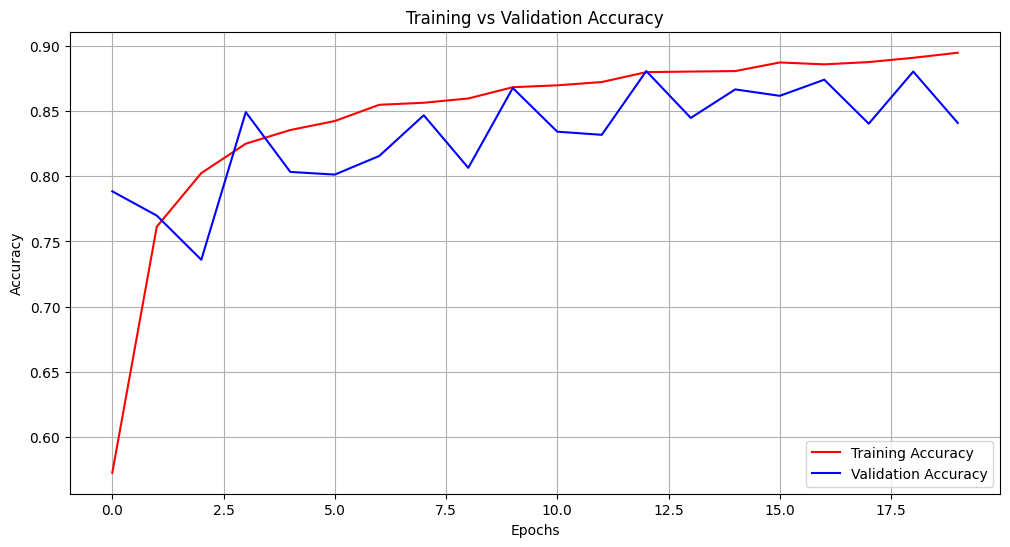 Training vs Validation Accuracy
0.90
0.85
0.80
0.75
0.70
0.65
0.60
Accuracy
Training Accuracy
Validation Accuracy
0.0 2.5 5.0 7.5 10.0 12.5 15.0 17.5
Epochs